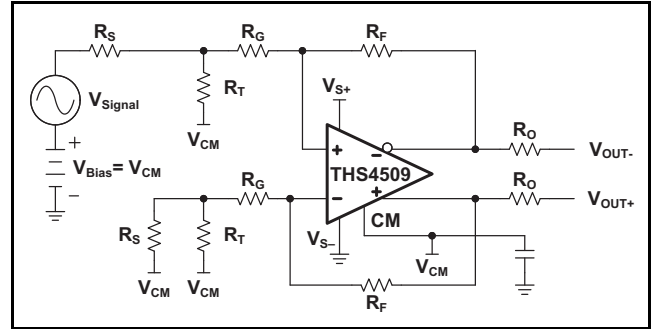 RS RG RF
VSignal RT VS+
VCM RO VOUT-
+ + −
VBias= VCM THS4509
− RG − + RO VOUT+
RS RT VS− CM
VCM VCM VCM
RF